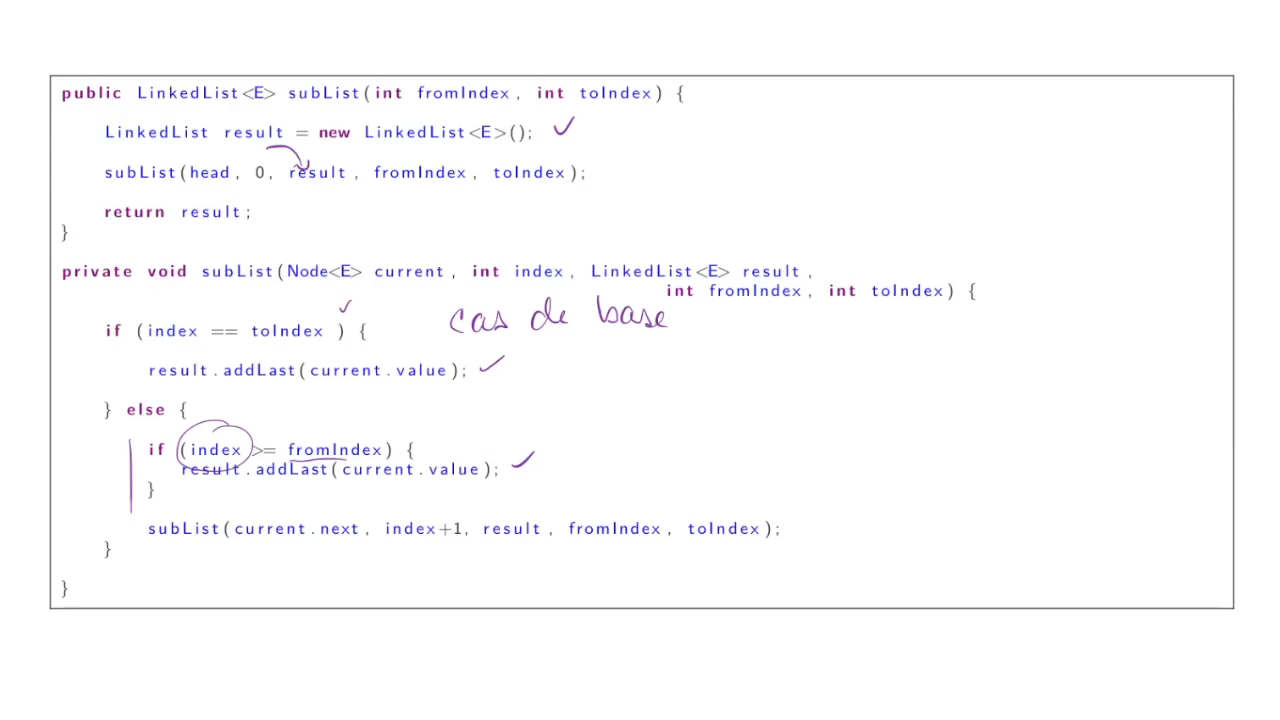 public LinkedList<E> subList(int fromIndex, int toIndex) {
LinkedList result = new LinkedList<E>();
subList(head, 0, result, fromIndex, toIndex);
return result;
}
private void subList(Node<E> current, int index, LinkedList<E> result,
int fromIndex, int toIndex) {
cas de base
if (index == toIndex ) {
result.addLast(current.value);
} else {
if (index >= fromIndex) {
result.addLast(current.value);
}
subList(current.next, index+1, result, fromIndex, toIndex);
}
}